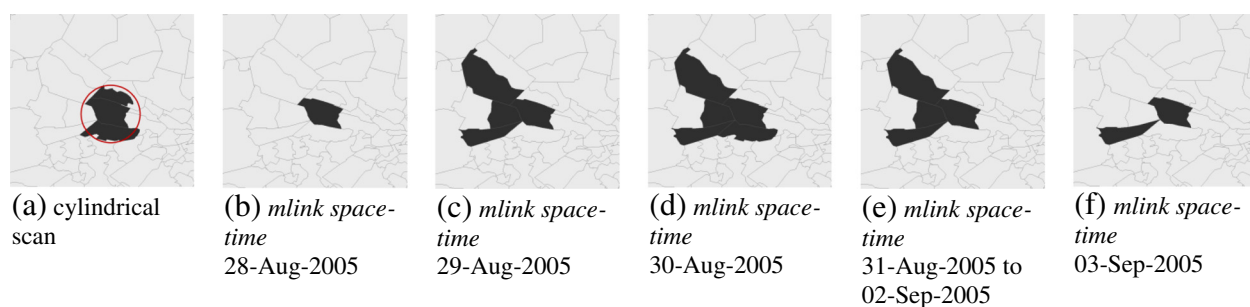 (a) cylindrical
scan
(b) mlink space-
time
28-Aug-2005
(c) mlink space-
time
29-Aug-2005
(d) mlink space-
time
30-Aug-2005
(e) mlink space-
time
31-Aug-2005 to
02-Sep-2005
(f) mlink space-
time
03-Sep-2005